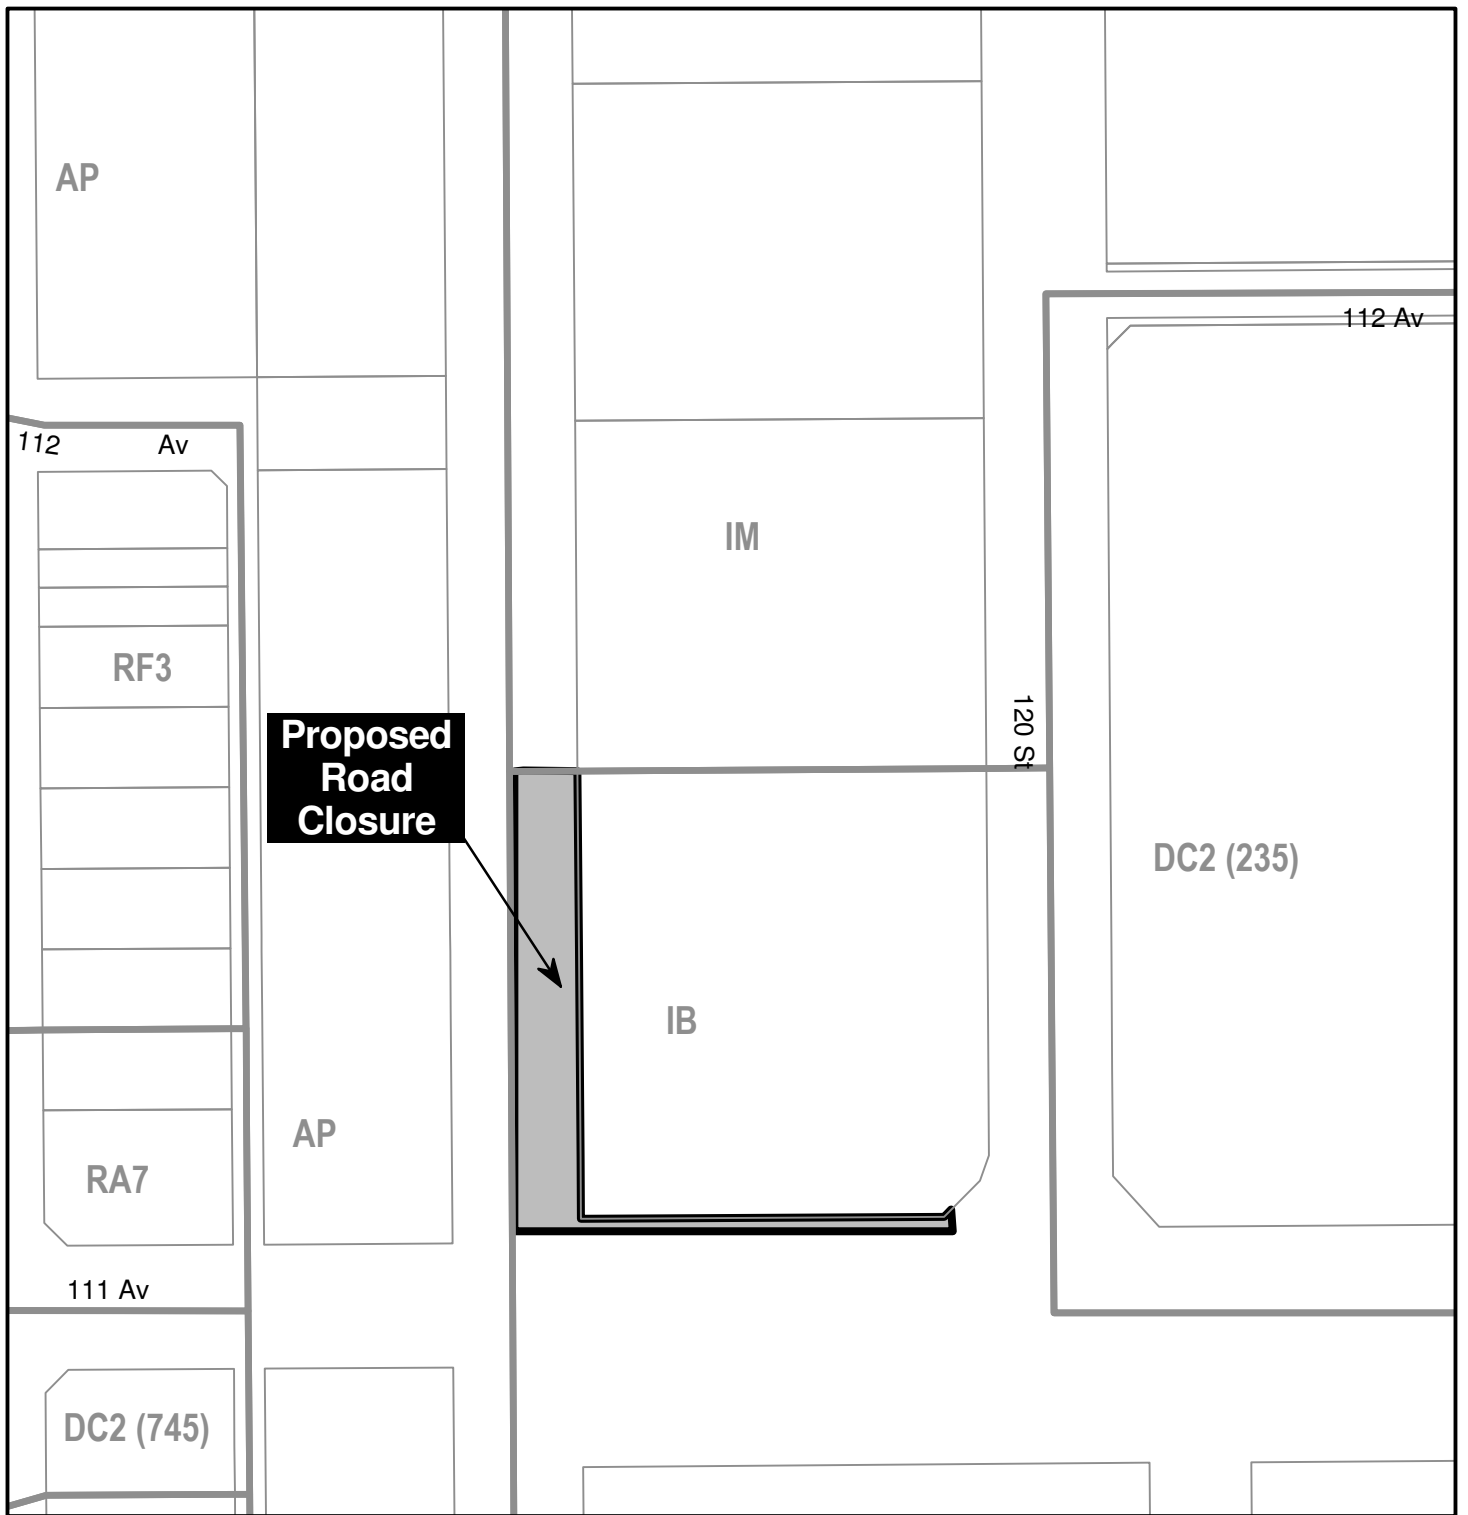 AP
112 Av
112 Av
IM
RF3
120 St
Proposed
Road
Closure
DC2 (235)
IB
AP
RA7
111 Av
DC2 (745)